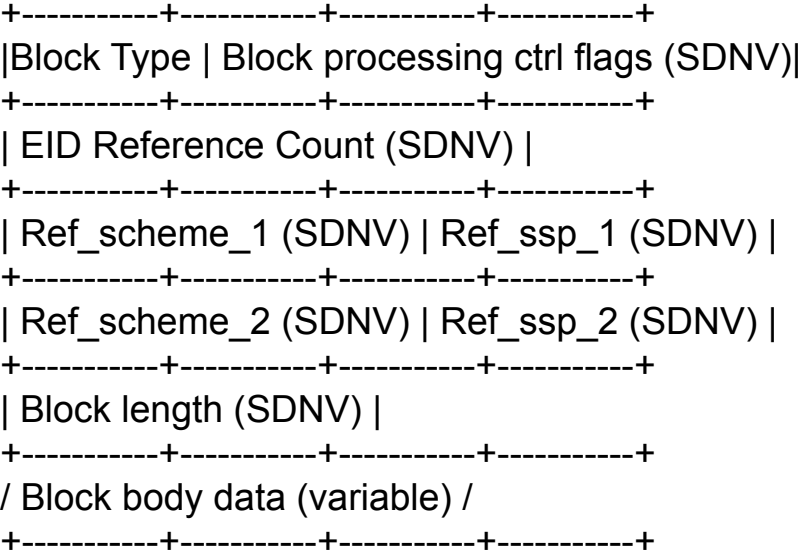 +-----------+-----------+-----------+-----------+
|Block Type | Block processing ctrl flags (SDNV)|
+-----------+-----------+-----------+-----------+
| EID Reference Count (SDNV) |
+-----------+-----------+-----------+-----------+
| Ref_scheme_1 (SDNV) | Ref_ssp_1 (SDNV) |
+-----------+-----------+-----------+-----------+
| Ref_scheme_2 (SDNV) | Ref_ssp_2 (SDNV) |
+-----------+-----------+-----------+-----------+
| Block length (SDNV) |
+-----------+-----------+-----------+-----------+
/ Block body data (variable) /
+-----------+-----------+-----------+-----------+